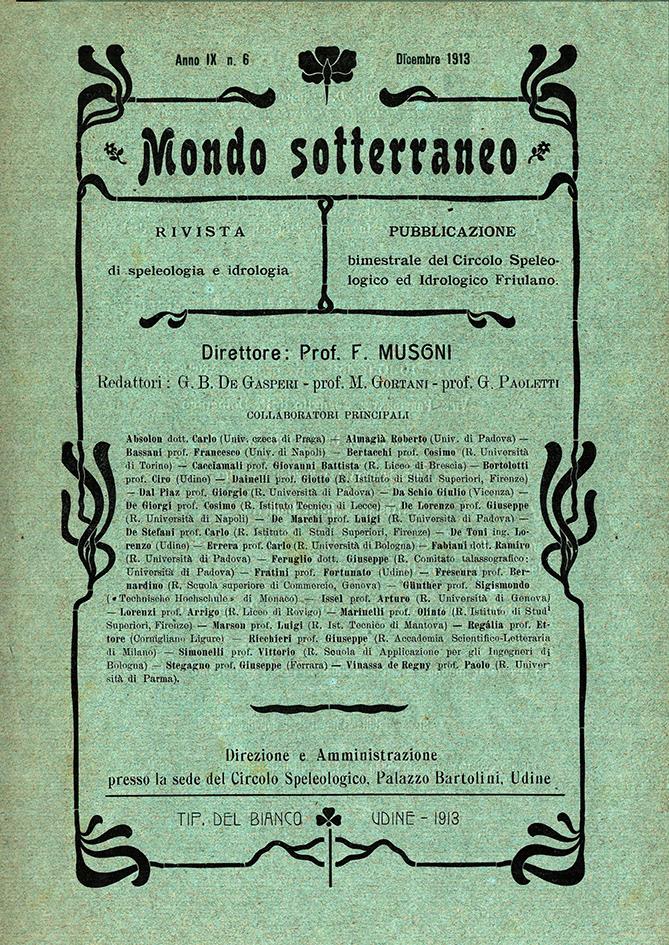 Anno IX n. 6
Dicembre 1913
Mondo sotterraneo
RIVISTA
di speleologia e idrologia
PUBBLICAZIONE
bimestrale del Circolo Speleo-
logico ed Idrologico Friulano.
Direttore: Prof. F. MUSONI
Redattori: G. B. DE GASPERI - prof. M. GORTANI - prof. G. PAOLETTI
COLLABORATORI PRINCIPALI
Absolon dott. Carlo (Univ. czeca di Praga) — Almagià Roberto (Univ. di Padova) —
Bassani prof. Francesco (Univ. di Napoli) — Bertacchi prof. Cosimo (R. Università
di Torino) — Cacciamali prof. Giovanni Battista (R. Liceo di Brescia) — Bortolotti
prof. Ciro (Udine) — Dainelli prof. Giotto (R. Istituto di Studi Superiori, Firenze)
— Dal Piaz prof. Giorgio (R. Università di Padova) — Da Schio Giulio (Vicenza) —
De Giorgi prof. Cosimo (R. Istituto Tecnico di Lecce) — De Lorenzo prof. Giuseppe
(R. Università di Napoli) — De Marchi prof. Luigi (R. Università di Padova) —
De Stefani prof. Carlo (R. Istituto di Studi Superiori, Firenze) — De Toni ing. Lo-
renzo (Udine) — Errera prof. Carlo (R. Università di Bologna) — Fabiani dott. Ramiro
(R. Università di Padova) — Feruglio dott. Giuseppe (R. Comitato talassografico:
Università di Padova) — Fratini prof. Fortunato (Udine) — Frescura prof. Ber-
nardino (R. Scuola superiore di Commercio, Genova) — Günther prof. Sigismondo
(«Technische Hochschule» di Monaco) — Issel prof. Arturo (R. Università di Genova)
— Lorenzi prof. Arrigo (R. Liceo di Rovigo) — Marinelli prof. Olinto (R. Istituto di Studi
Superiori, Firenze) — Marson prof. Luigi (R. Ist. Tecnico di Mantova) — Regàlia prof. Et-
tore (Cornigliano Ligure) — Ricchieri prof. Giuseppe (R. Accademia Scientifico-Letteraria
di Milano) — Simonelli prof. Vittorio (R. Scuola di Applicazione per gli Ingegneri di
Bologna) — Stegagno prof. Giuseppe (Ferrara) — Vinassa de Regny prof. Paolo (R. Univer
sità di Parma).
Direzione e Amministrazione
presso la sede del Circolo Speleologico, Palazzo Bartolini, Udine
TIP. DEL BIANCO UDINE - 1913